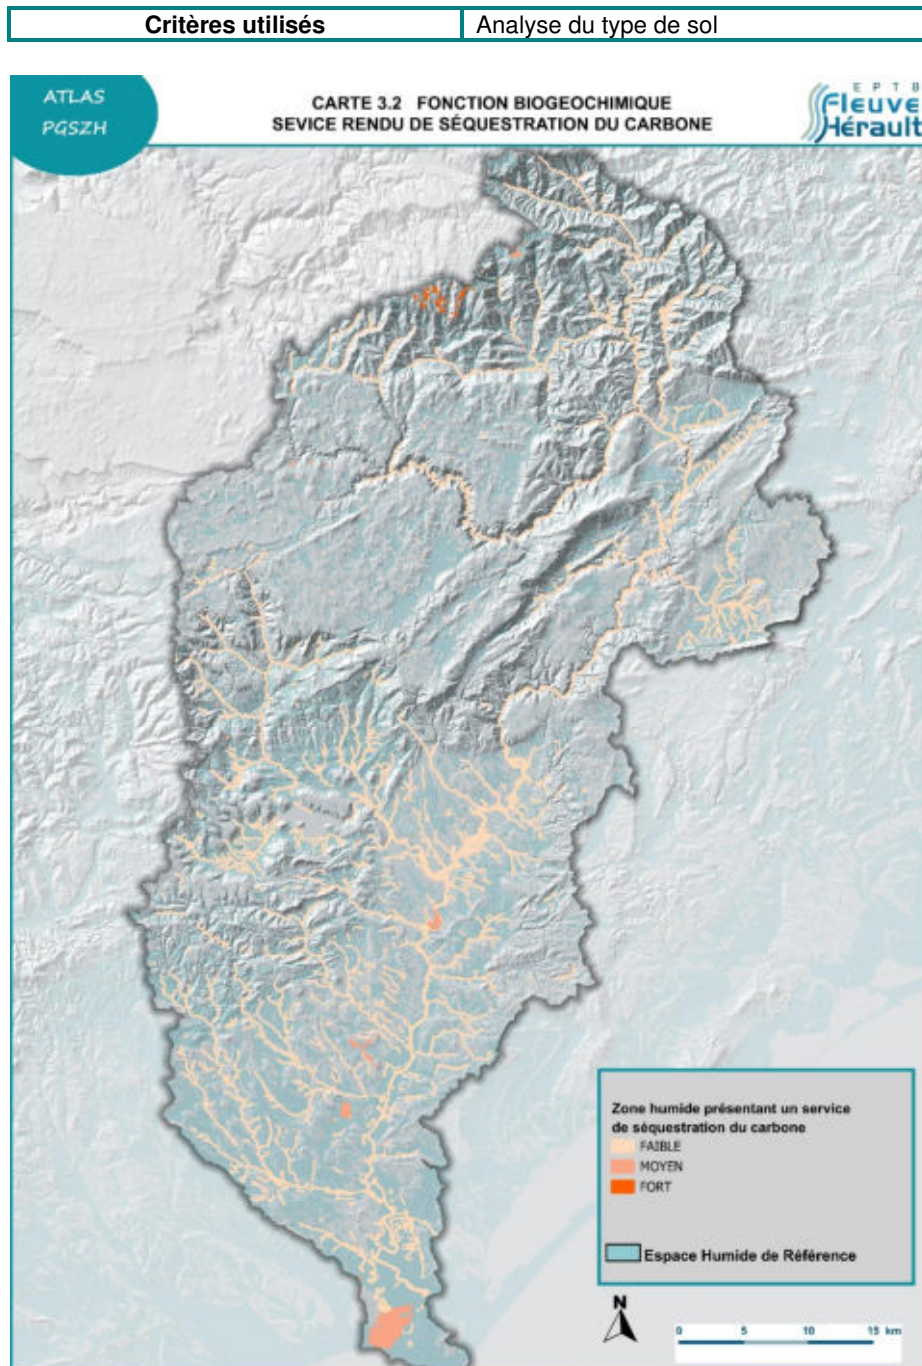 Critères utilisés Analyse du type de sol
ATLAS
PGSZH
CARTE 3.2 FONCTION BIOGEOCHIMIQUE
SEVICE RENDU DE SÉQUESTRATION DU CARBONE
EPTB
Fleuve
Hérault
Zone humide présentant un service
de séquestration du carbone
FAIBLE
MOYEN
FORT
Espace Humide de Référence
N
0 5 10 15 km